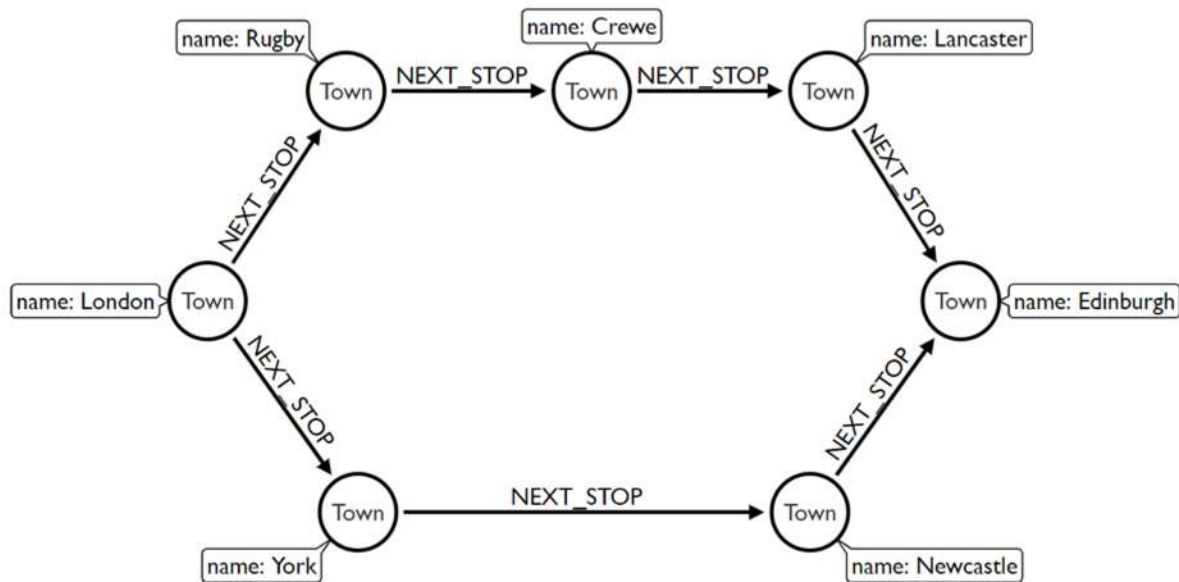 name: Rugby
name: Crewe
name: Lancaster
Town
NEXT_STOP
Town
NEXT_STOP
Town
NEXT_STOP
NEXT_STOP
name: London
Town
Town
name: Edinburgh
NEXT_STOP
NEXT_STOP
Town
NEXT_STOP
Town
name: York
name: Newcastle